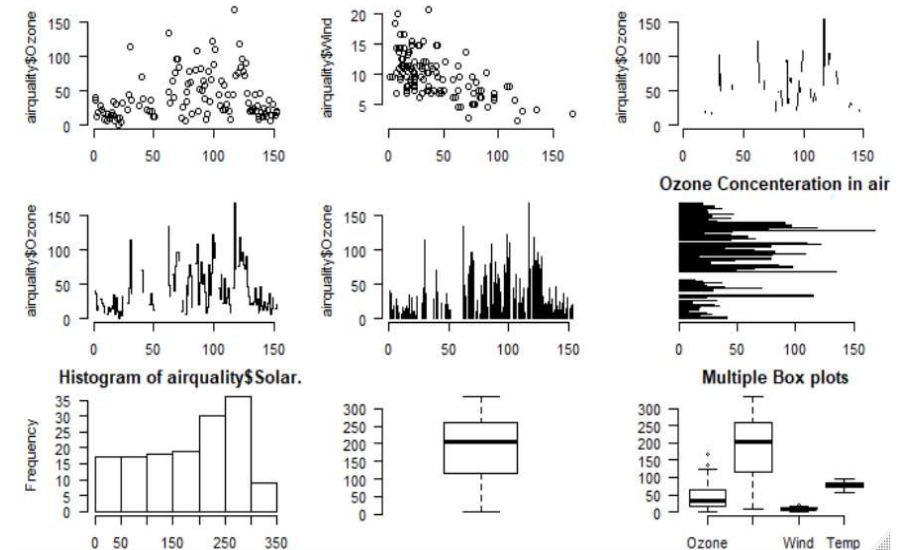 airquality$Ozone
150
100
50
0
0 50 100 150
airquality$Wind
20
15
10
5
0 50 100 150
airquality$Ozone
150
100
50
0
0 50 100 150
airquality$Ozone
150
100
50
0
0 50 100 150
airquality$Ozone
150
100
50
0
0 50 100 150
Ozone Concenteration in air
0 50 100 150
Histogram of airquality$Solar.
Frequency
35
30
25
20
15
10
5
0
0 50 150 250 350
300
250
200
150
100
50
0
Multiple Box plots
300
250
200
150
100
50
0
Ozone Wind Temp